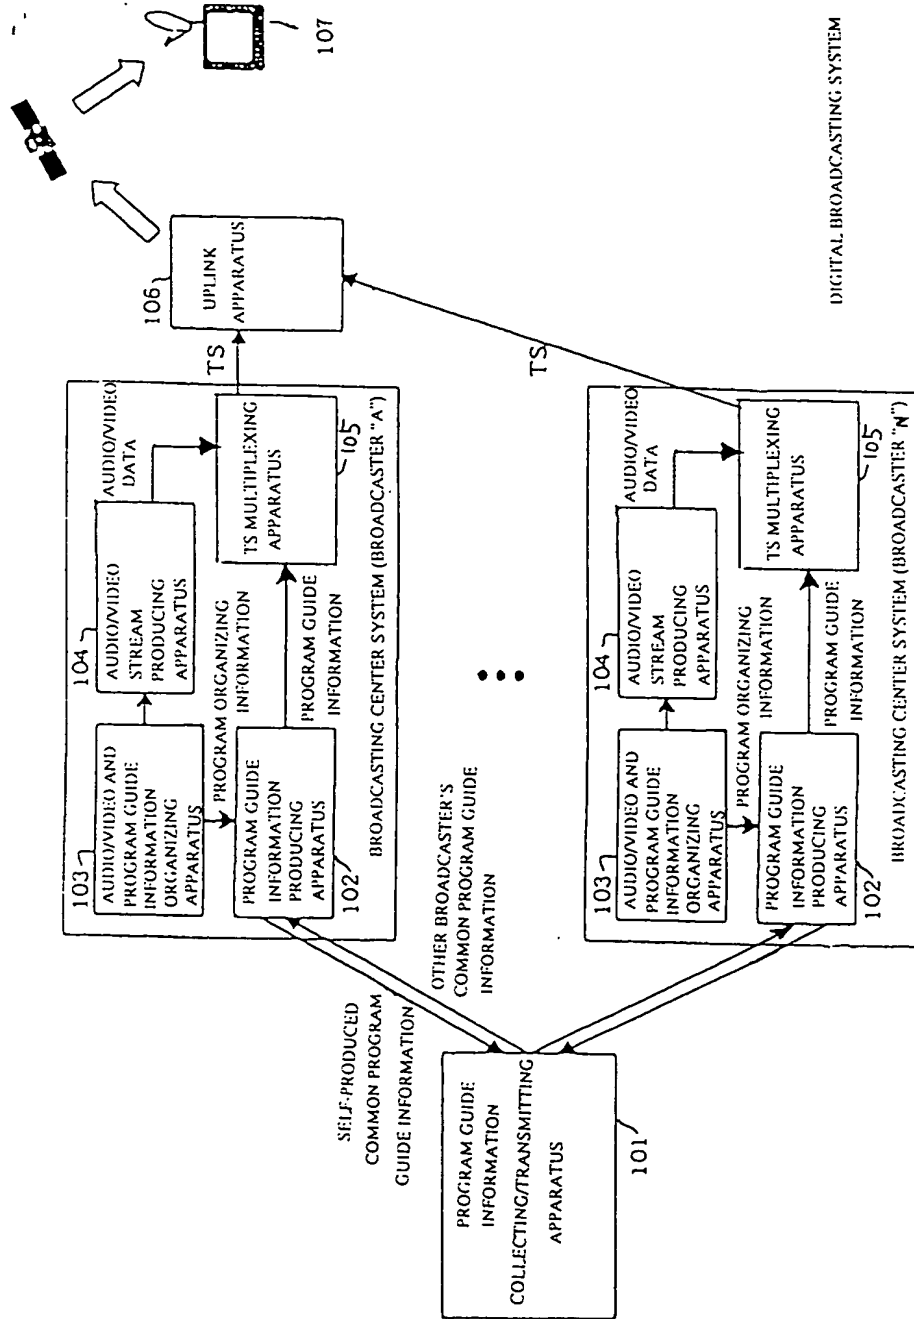 107
106
UPLINK
APPARATUS
TS
DIGITAL BROADCASTING SYSTEM
103
AUDIO/VIDEO AND
PROGRAM GUIDE
INFORMATION
ORGANIZING
APPARATUS
104
AUDIO/VIDEO
STREAM
PRODUCING
APPARATUS
AUDIO/VIDEO
DATA
PROGRAM ORGANIZING
INFORMATION
PROGRAM GUIDE
INFORMATION
PRODUCING
APPARATUS
102
PROGRAM GUIDE
INFORMATION
TS MULTIPLEXING
APPARATUS
105
BROADCASTING CENTER SYSTEM (BROADCASTER "A")
SELF-PRODUCED
COMMON PROGRAM
GUIDE INFORMATION
OTHER BROADCASTER'S
COMMON PROGRAM GUIDE
INFORMATION
PROGRAM GUIDE
INFORMATION
COLLECTING/TRANSMITTING
APPARATUS
101
TS
103
AUDIO/VIDEO AND
PROGRAM GUIDE
INFORMATION
ORGANIZING
APPARATUS
104
AUDIO/VIDEO
STREAM
PRODUCING
APPARATUS
AUDIO/VIDEO
DATA
PROGRAM ORGANIZING
INFORMATION
PROGRAM GUIDE
INFORMATION
PRODUCING
APPARATUS
102
PROGRAM GUIDE
INFORMATION
TS MULTIPLEXING
APPARATUS
105
BROADCASTING CENTER SYSTEM (BROADCASTER "N")